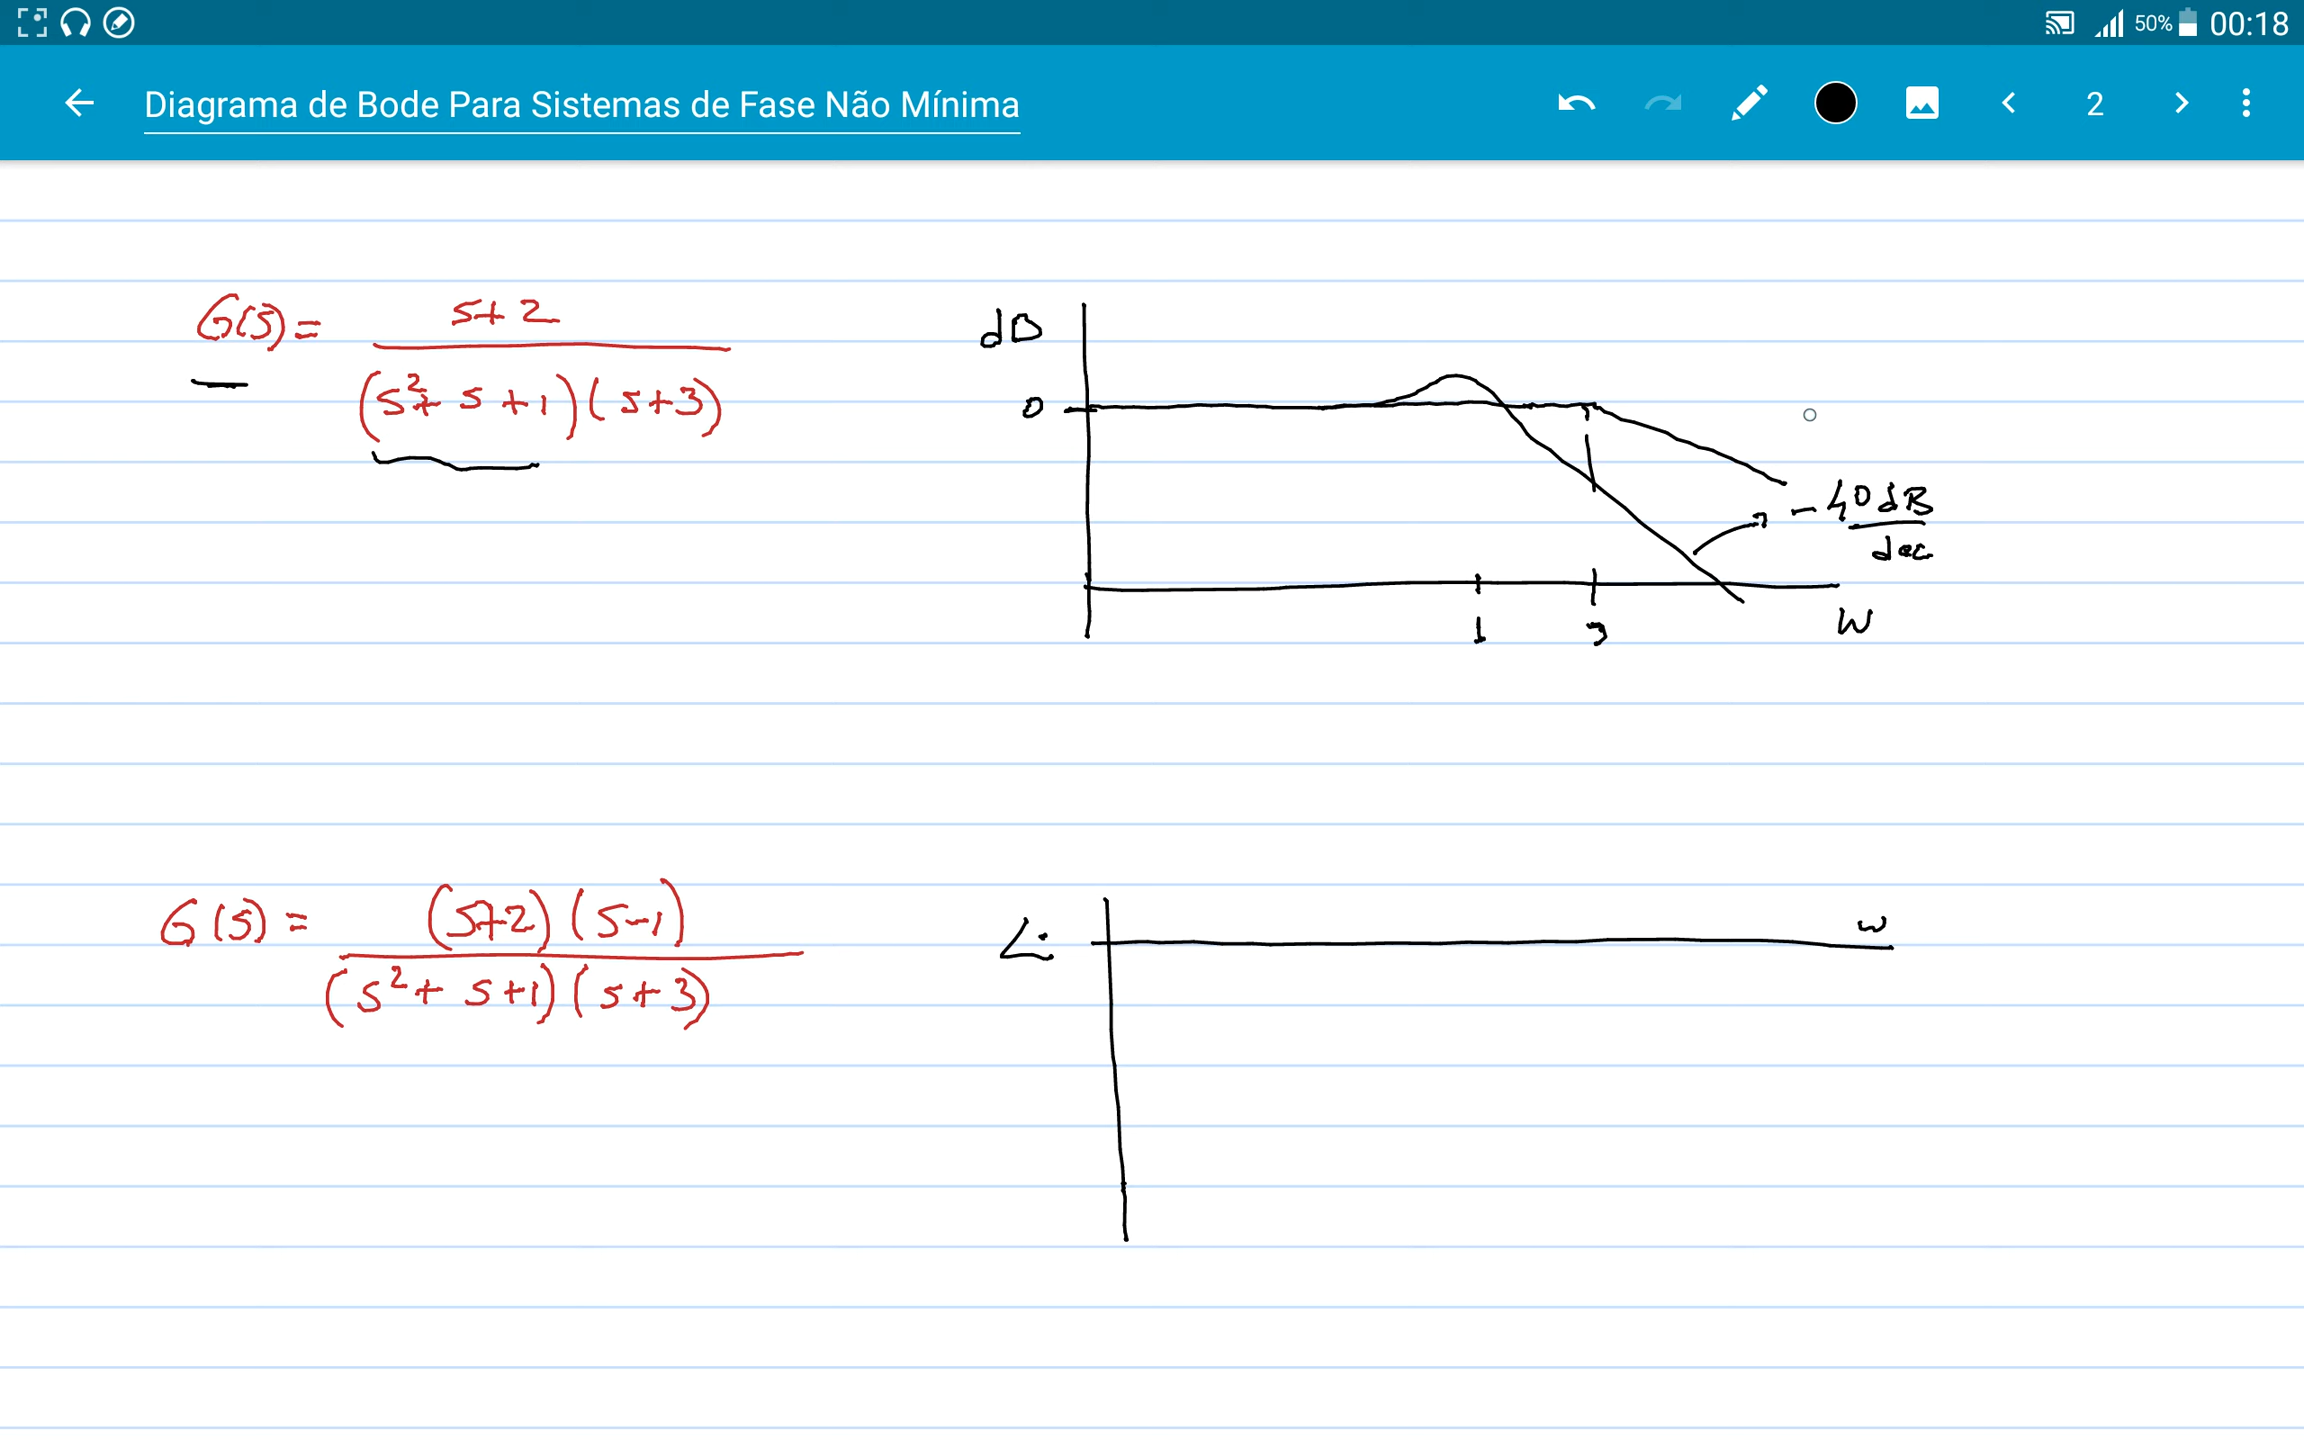 50% 00:18
Diagrama de Bode Para Sistemas de Fase Não Mínima 2
G(s) = s+2
(s²+ s +1)(s+3)
dB
0
-40dB
dec
1 3 W
G(s) = (s+2)(s-1)
(s²+ s+1)(s+3)
∠· w